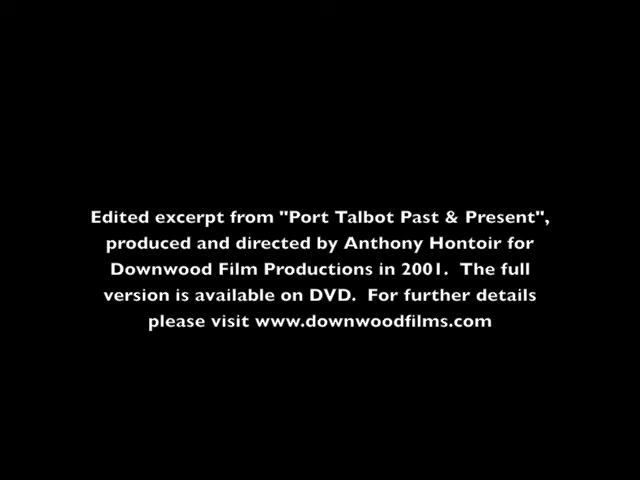 Edited excerpt from "Port Talbot Past & Present",
produced and directed by Anthony Hontoir for
Downwood Film Productions in 2001.  The full
version is available on DVD.  For further details
please visit www.downwoodfilms.com